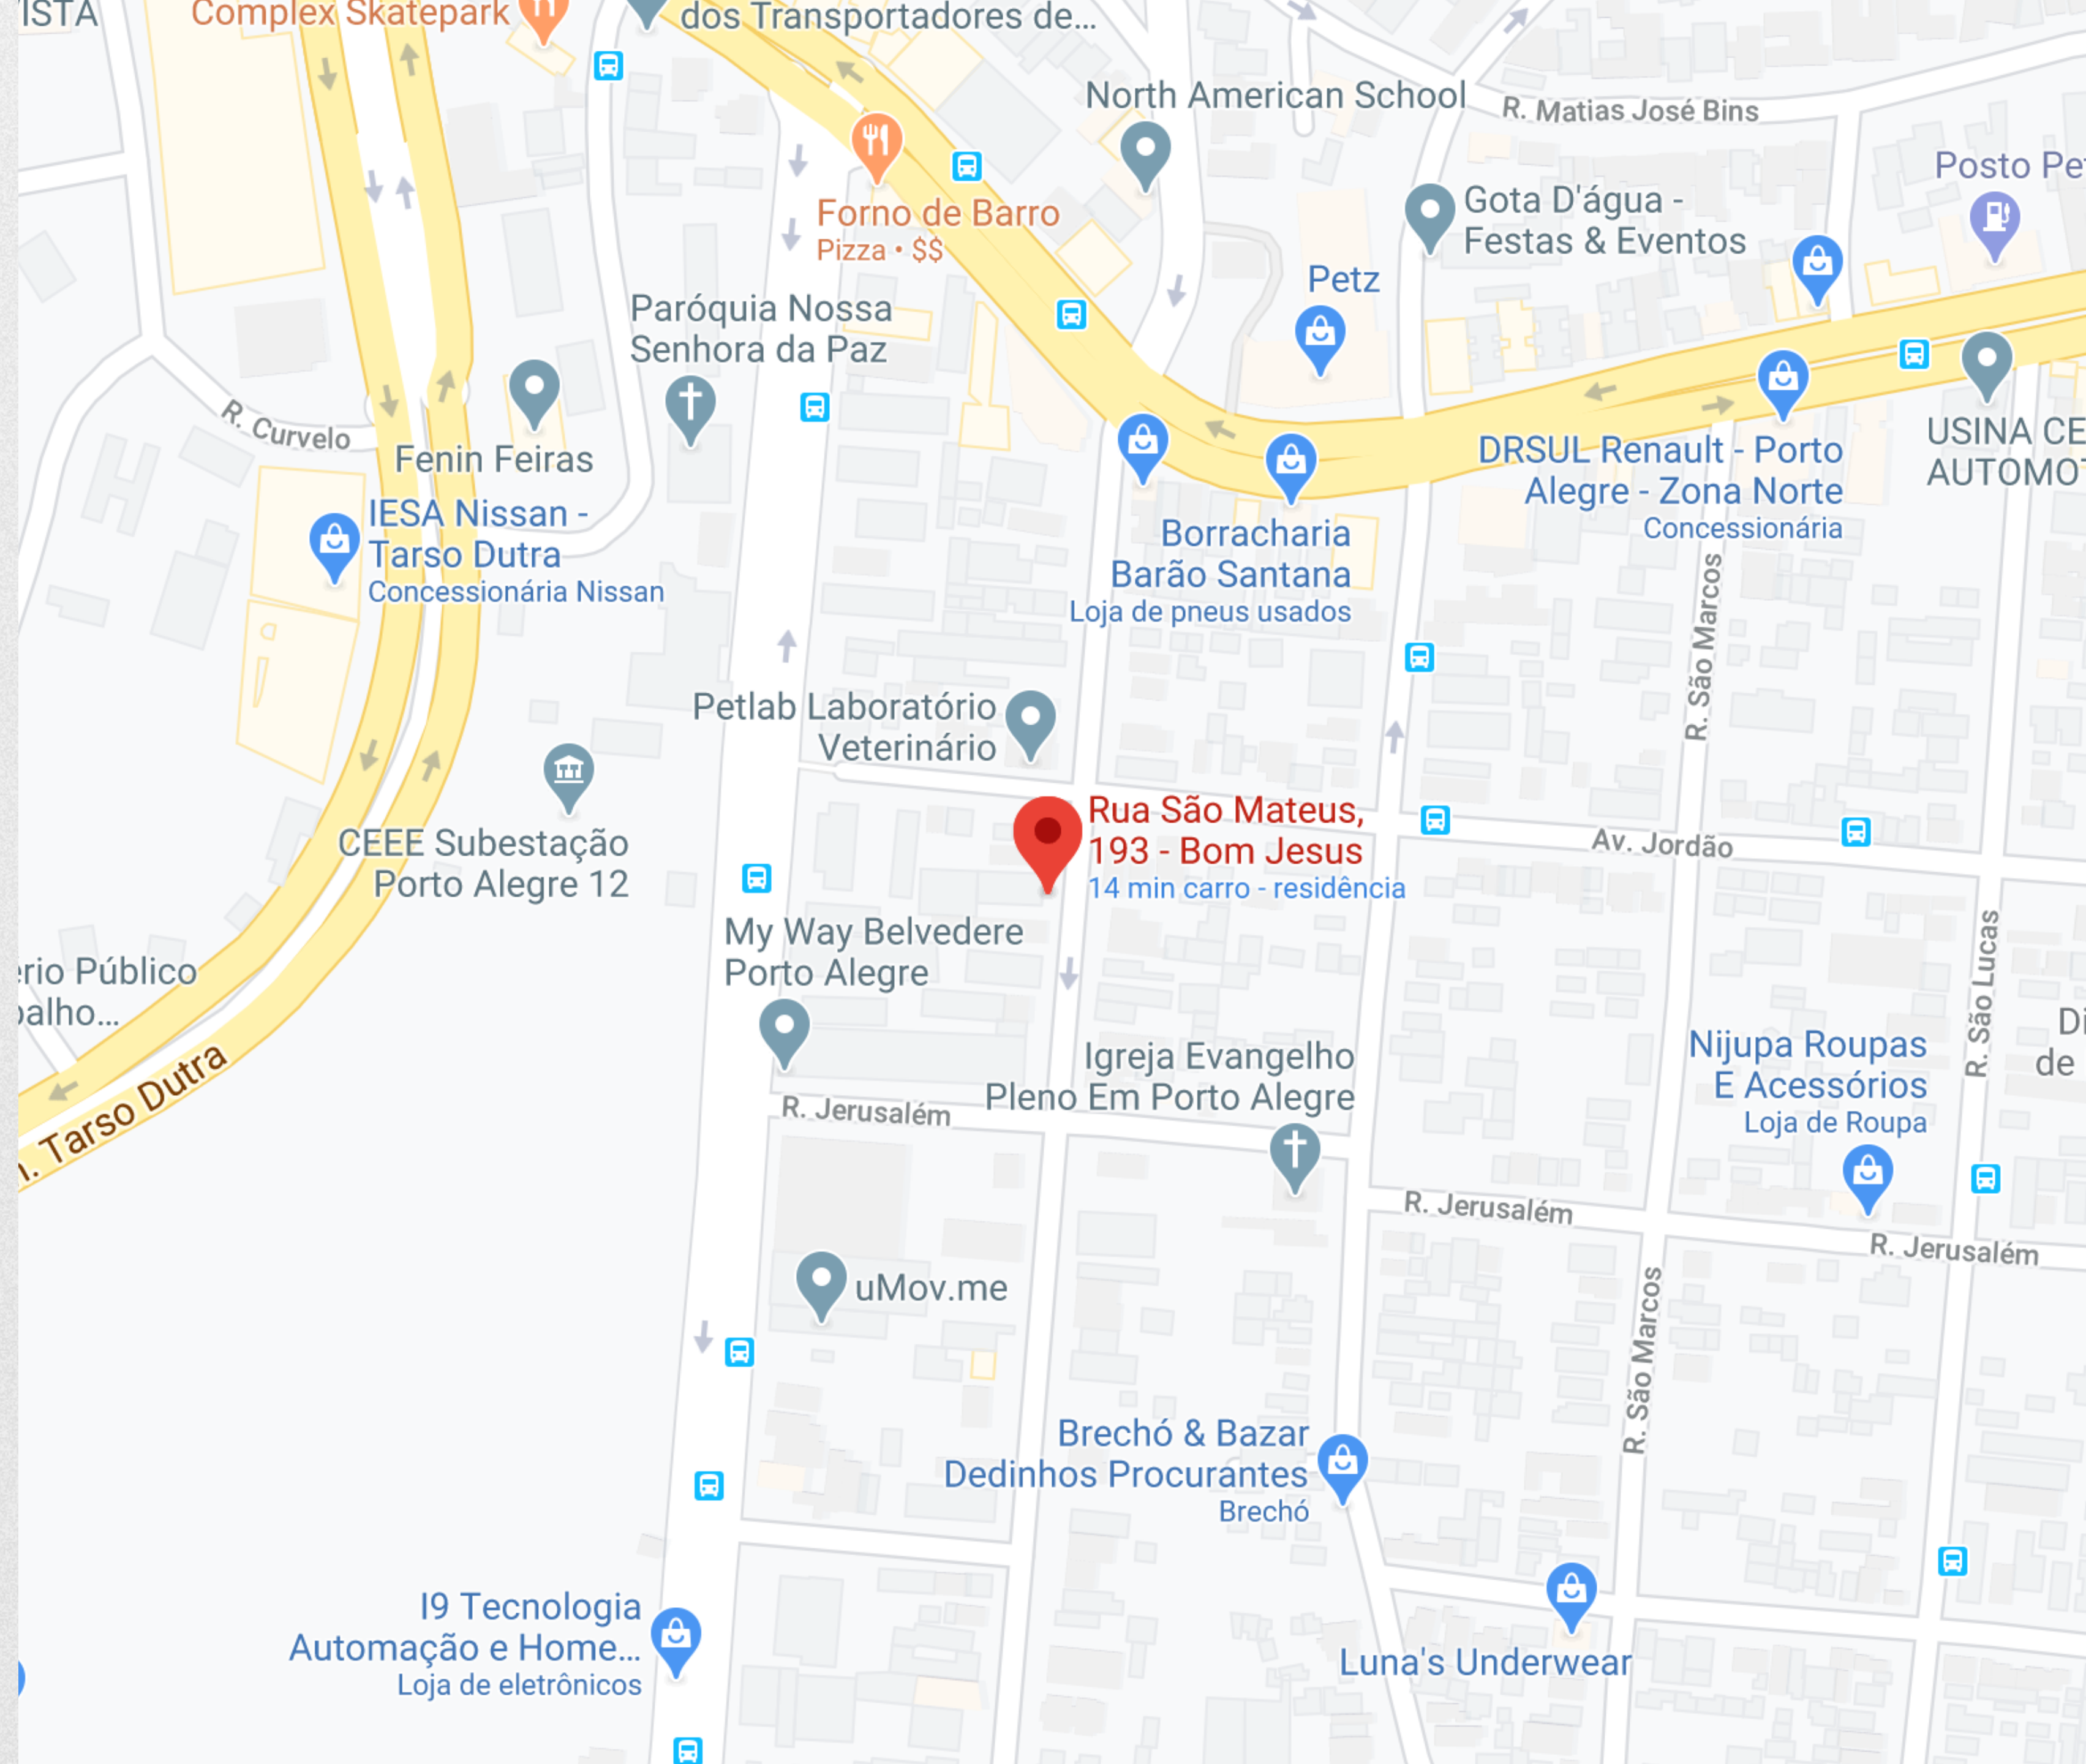 VISTA
Complex Skatepark
dos Transportadores de...
North American School
R. Matias José Bins
Posto Pe
Forno de Barro
Pizza • $$
Gota D'água -
Festas & Eventos
Petz
Paróquia Nossa
Senhora da Paz
R. Curvelo
Fenin Feiras
IESA Nissan -
Tarso Dutra
Concessionária Nissan
DRSUL Renault - Porto
Alegre - Zona Norte
Concessionária
USINA CE
AUTOMOT
Borracharia
Barão Santana
Loja de pneus usados
R. São Marcos
Petlab Laboratório
Veterinário
Rua São Mateus,
193 - Bom Jesus
14 min carro - residência
Av. Jordão
CEEE Subestação
Porto Alegre 12
My Way Belvedere
Porto Alegre
R. São Lucas
ério Público
balho...
n. Tarso Dutra
Di
de
Igreja Evangelho
Pleno Em Porto Alegre
Nijupa Roupas
E Acessórios
Loja de Roupa
R. Jerusalém
R. Jerusalém
R. Jerusalém
uMov.me
R. São Marcos
Brechó & Bazar
Dedinhos Procurantes
Brechó
I9 Tecnologia
Automação e Home...
Loja de eletrônicos
Luna's Underwear